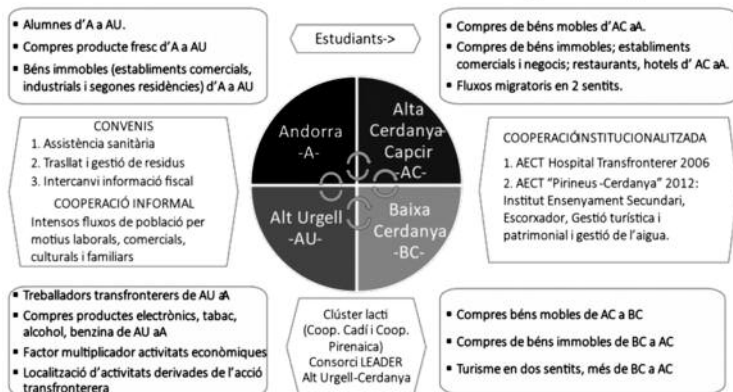 ▪ Alumnes d'A a AU.
▪ Compres producte fresc d'A a AU
▪ Béns immobles (establiments comercials,
industrials i segones residències) d'A a AU
Estudiants->
▪ Compres de béns mobles d'AC aA.
▪ Compres de béns immobles; establiments
comercials i negocis; restaurants, hotels d' AC aA.
▪ Fluxos migratoris en 2 sentits.
CONVENIS
1. Assistència sanitària
2. Trasllat i gestió de residus
3. Intercanvi informació fiscal
COOPERACIÓ INFORMAL
Intensos fluxos de població per
motius laborals, comercials,
culturals i familiars
Andorra
-A-
Alta
Cerdanya-
Capcir
-AC-
Alt Urgell
-AU-
Baixa
Cerdanya
-BC-
COOPERACIÓINSTITUCIONALITZADA
1. AECT Hospital Transfronterer 2006
2. AECT "Pirineus -Cerdanya" 2012:
Institut Ensenyament Secundari,
Escorxador, Gestió turística i
patrimonial i gestió de l'aigua.
▪ Treballadors transfronterers de AU aA
▪ Compres productes electrònics, tabac,
alcohol, benzina de AU aA
▪ Factor multiplicador activitats econòmiques
▪ Localització d'activitats derivades de l'acció
transfronterera
Clúster lacti
(Coop. Cadí i Coop.
Pirenaica)
Consorci LEADER
Alt Urgell-Cerdanya
▪ Compres béns mobles de AC a BC
▪ Compres de béns immobles de BC a AC
▪ Turisme en dos sentits, més de BC a AC